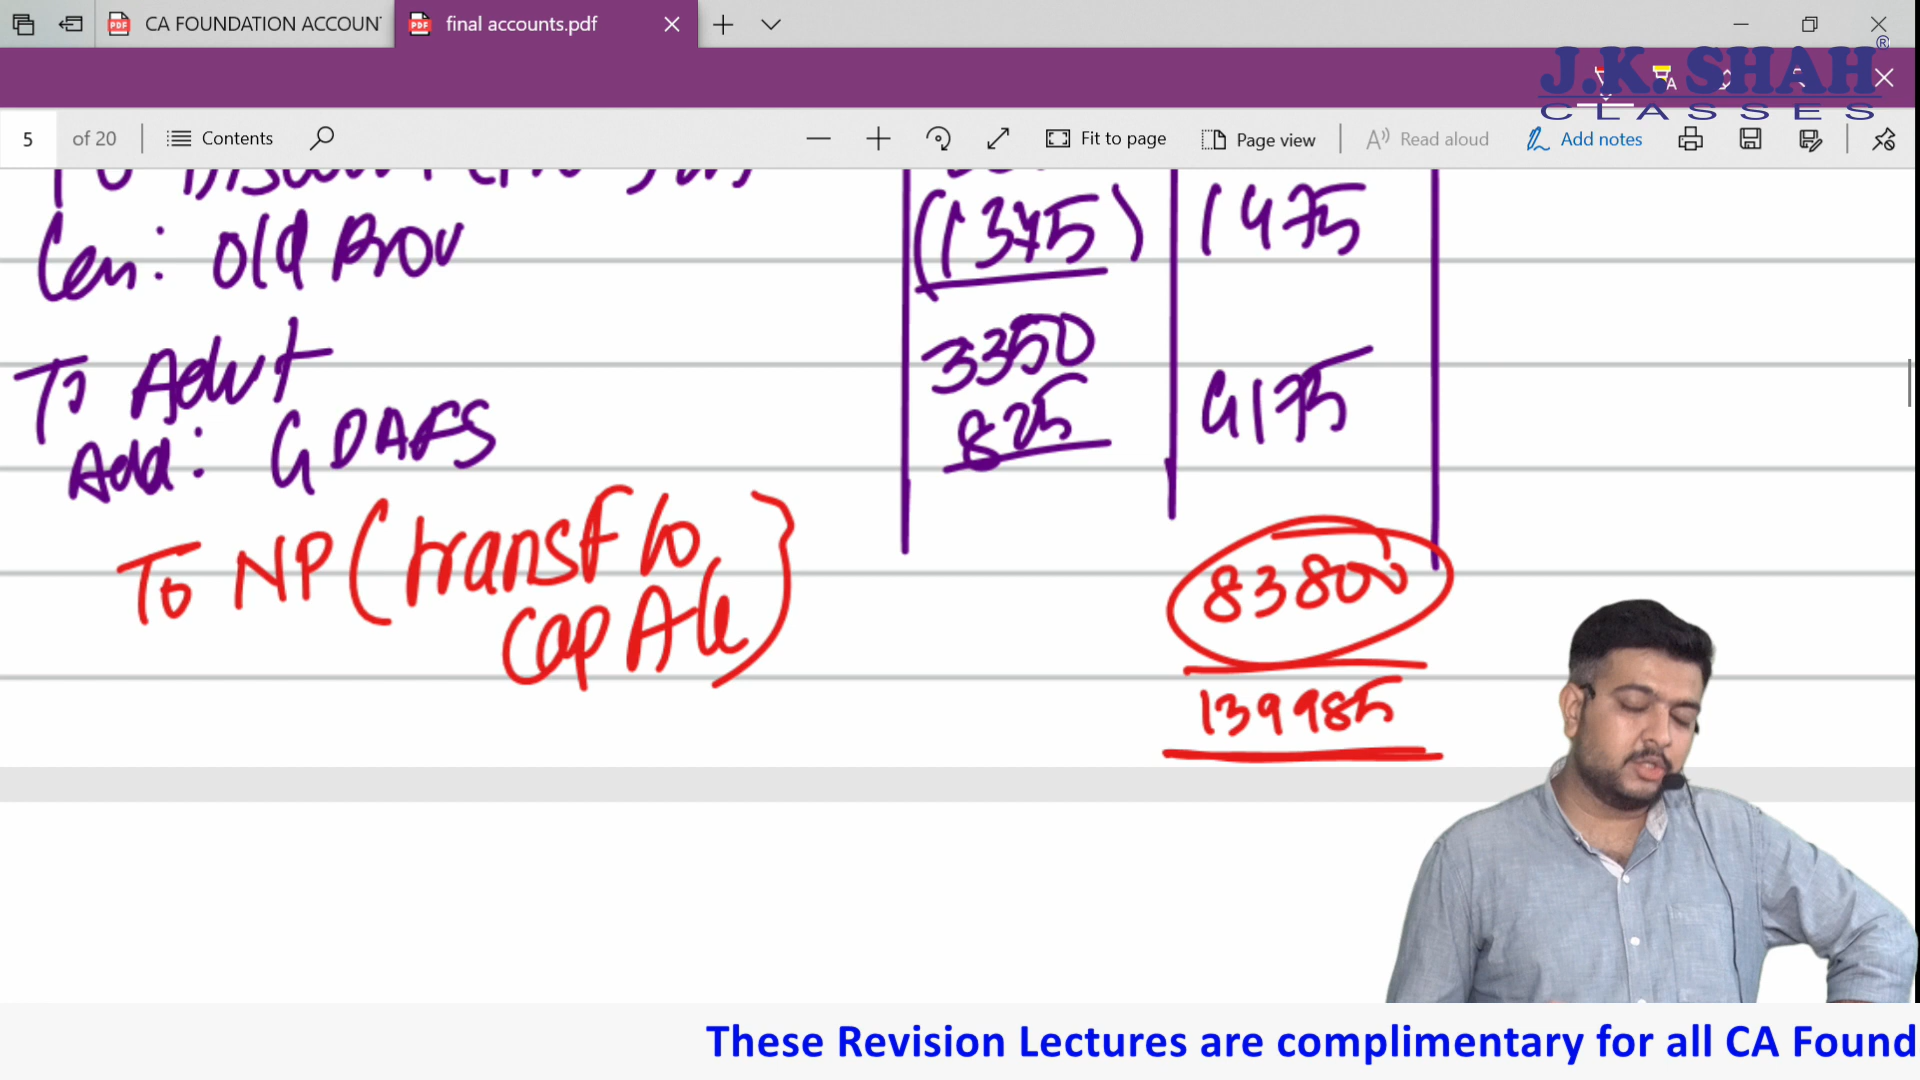 CA FOUNDATION ACCOUN
final accounts.pdf
J.K. SHAH®
CLASSES
5 of 20
Contents
Fit to page
Page view
Read aloud
Add notes
(1375) 1475
Less: Old Prov
3350
To Advt
825 4175
Add: GDAFS
To NP (transf to
Cap A/c)
83800
139985
These Revision Lectures are complimentary for all CA Found